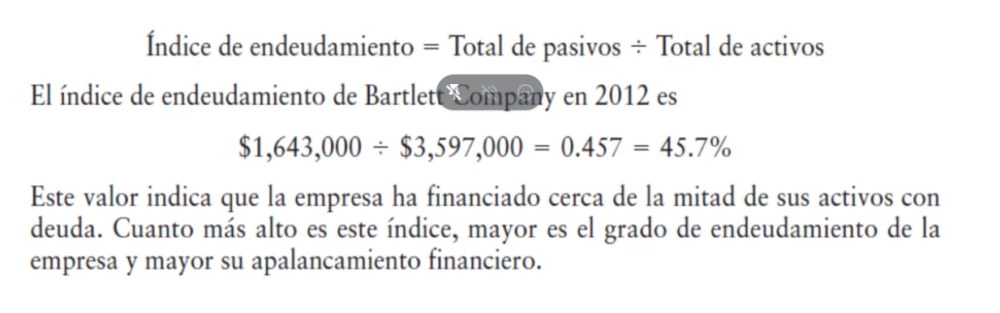 Índice de endeudamiento = Total de pasivos ÷ Total de activos
El índice de endeudamiento de Bartlett Company en 2012 es
$1,643,000 ÷ $3,597,000 = 0.457 = 45.7%
Este valor indica que la empresa ha financiado cerca de la mitad de sus activos con
deuda. Cuanto más alto es este índice, mayor es el grado de endeudamiento de la
empresa y mayor su apalancamiento financiero.